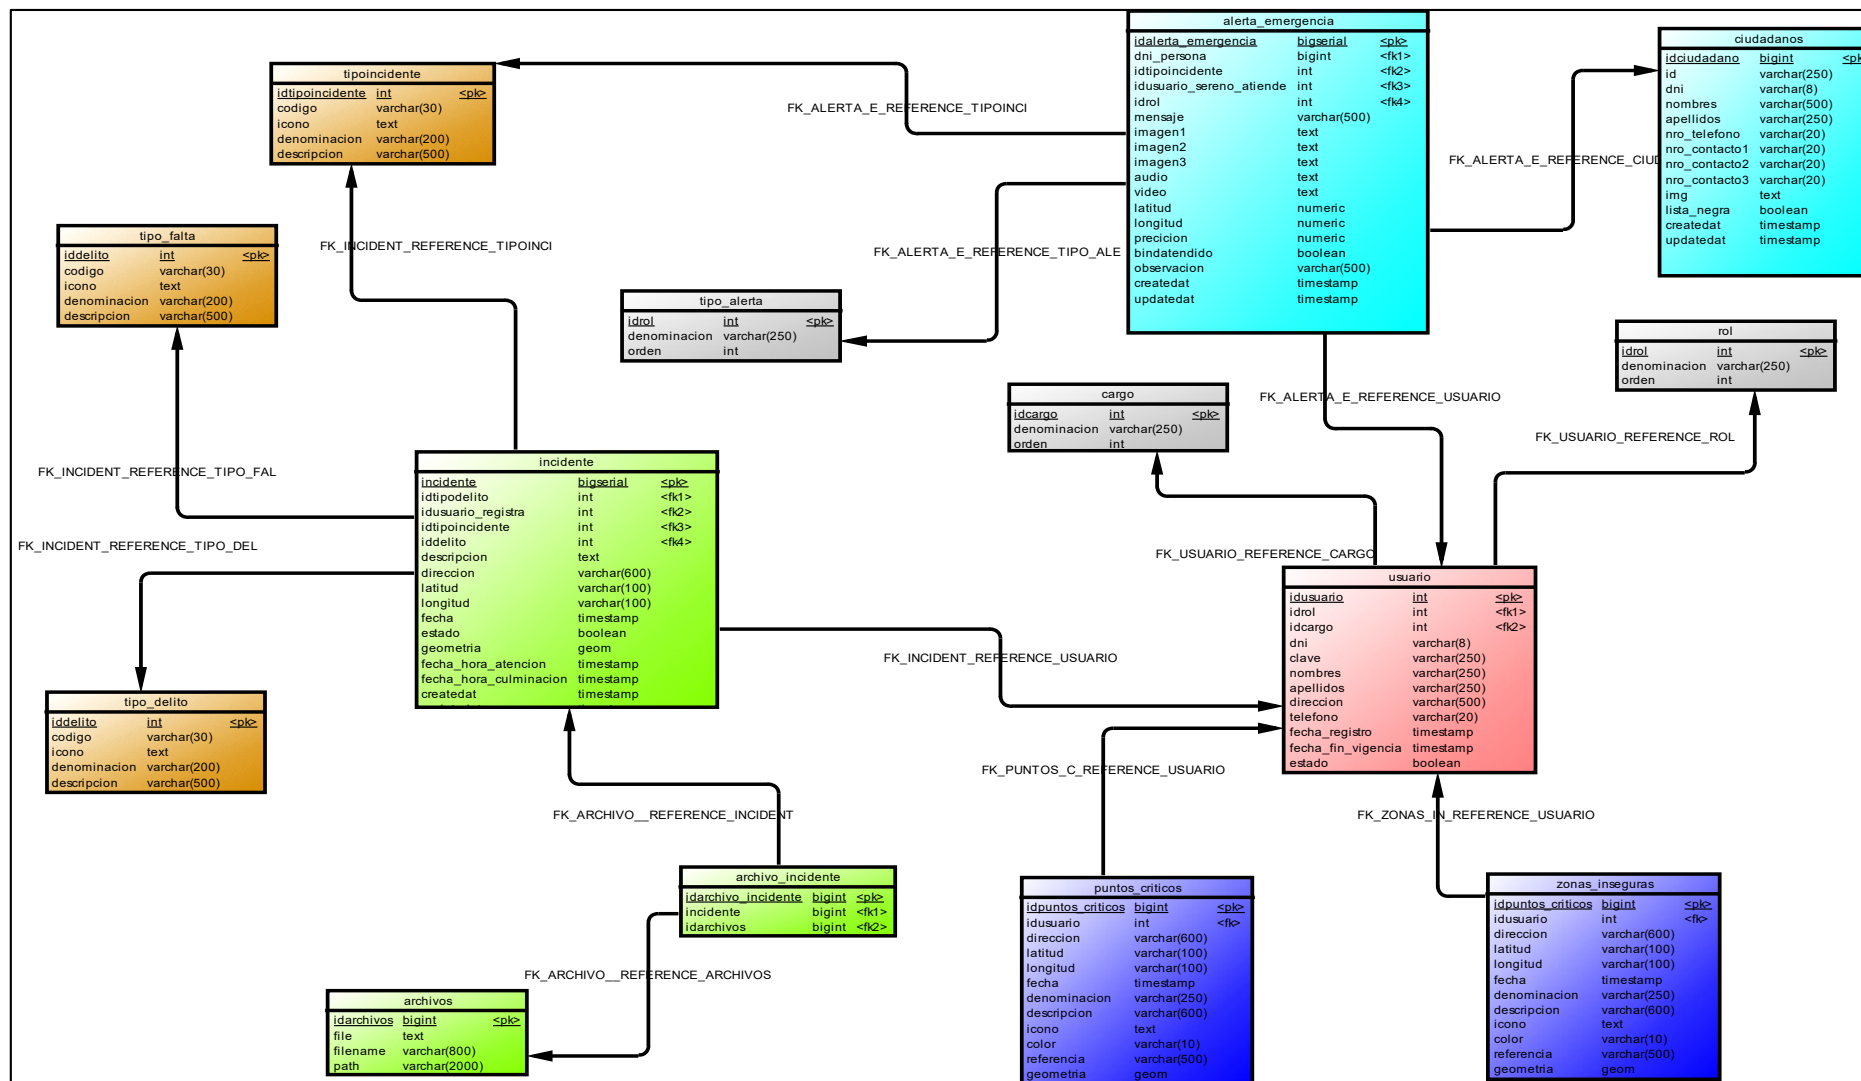 alerta_emergencia
idalerta_emergencia bigserial <pk>
dni_persona bigint <fk1>
idtipoincidente int <fk2>
idusuario_sereno_atiende int <fk3>
idrol int <fk4>
mensaje varchar(500)
imagen1 text
imagen2 text
imagen3 text
audio text
video text
latitud numeric
longitud numeric
precicion numeric
bindatendido boolean
observacion varchar(500)
createdat timestamp
updatedat timestamp
ciudadanos
idciudadano bigint <pk
id varchar(250)
dni varchar(8)
nombres varchar(500)
apellidos varchar(250)
nro_telefono varchar(20)
nro_contacto1 varchar(20)
nro_contacto2 varchar(20)
nro_contacto3 varchar(20)
img text
lista_negra boolean
createdat timestamp
updatedat timestamp
tipoincidente
idtipoincidente int <pk>
codigo varchar(30)
icono text
denominacion varchar(200)
descripcion varchar(500)
FK_ALERTA_E_REFERENCE_TIPOINCI
FK_ALERTA_E_REFERENCE_CIUD
tipo_falta
iddelito int <pk>
codigo varchar(30)
icono text
denominacion varchar(200)
descripcion varchar(500)
FK_INCIDENT_REFERENCE_TIPOINCI
FK_ALERTA_E_REFERENCE_TIPO_ALE
tipo_alerta
idrol int <pk>
denominacion varchar(250)
orden int
rol
idrol int <pk>
denominacion varchar(250)
orden int
cargo
idcargo int <pk>
denominacion varchar(250)
orden int
FK_ALERTA_E_REFERENCE_USUARIO
FK_USUARIO_REFERENCE_ROL
FK_INCIDENT_REFERENCE_TIPO_FAL
incidente
incidente bigserial <pk>
idtipodelito int <fk1>
idusuario_registra int <fk2>
idtipoincidente int <fk3>
iddelito int <fk4>
descripcion text
direccion varchar(600)
latitud varchar(100)
longitud varchar(100)
fecha timestamp
estado boolean
geometria geom
fecha_hora_atencion timestamp
fecha_hora_culminacion timestamp
createdat timestamp
FK_INCIDENT_REFERENCE_TIPO_DEL
FK_USUARIO_REFERENCE_CARGO
usuario
idusuario int <pk>
idrol int <fk1>
idcargo int <fk2>
dni varchar(8)
clave varchar(250)
nombres varchar(250)
apellidos varchar(250)
direccion varchar(500)
telefono varchar(20)
fecha_registro timestamp
fecha_fin_vigencia timestamp
estado boolean
FK_INCIDENT_REFERENCE_USUARIO
tipo_delito
iddelito int <pk>
codigo varchar(30)
icono text
denominacion varchar(200)
descripcion varchar(500)
FK_PUNTOS_C_REFERENCE_USUARIO
FK_ARCHIVO__REFERENCE_INCIDENT
FK_ZONAS_IN_REFERENCE_USUARIO
archivo_incidente
idarchivo_incidente bigint <pk>
incidente bigint <fk1>
idarchivos bigint <fk2>
puntos_criticos
idpuntos_criticos bigint <pk>
idusuario int <fk>
direccion varchar(600)
latitud varchar(100)
longitud varchar(100)
fecha timestamp
denominacion varchar(250)
descripcion varchar(600)
icono text
color varchar(10)
referencia varchar(500)
geometria geom
zonas_inseguras
idpuntos_criticos bigint <pk>
idusuario int <fk>
direccion varchar(600)
latitud varchar(100)
longitud varchar(100)
fecha timestamp
denominacion varchar(250)
descripcion varchar(600)
icono text
color varchar(10)
referencia varchar(500)
geometria geom
FK_ARCHIVO__REFERENCE_ARCHIVOS
archivos
idarchivos bigint <pk>
file text
filename varchar(800)
path varchar(2000)